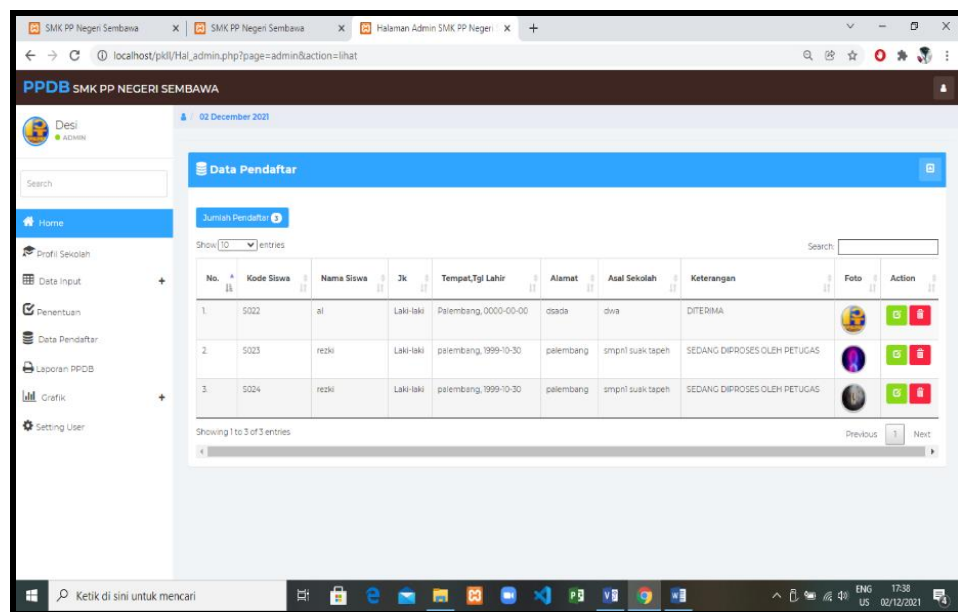 SMK PP Negeri Sembawa
SMK PP Negeri Sembawa
Halaman Admin SMK PP Negeri
localhost/pkll/Hal_admin.php?page=admin&action=lihat
PPDB SMK PP NEGERI SEMBAWA
Desi
ADMIN
02 December 2021
Search
Home
Profil Sekolah
Data Input
Penentuan
Data Pendaftar
Laporan PPDB
Grafik
Setting User
Data Pendaftar
Jumlah Pendaftar 3
Show 10 entries
Search:
No. Kode Siswa Nama Siswa Jk Tempat,Tgl Lahir Alamat Asal Sekolah Keterangan Foto Action
1. S022 al Laki-laki Palembang, 0000-00-00 dsada dwa DITERIMA
2. S023 rezki Laki-laki palembang, 1999-10-30 palembang smpn1 suak tapeh SEDANG DIPROSES OLEH PETUGAS
3. S024 rezki Laki-laki palembang, 1999-10-30 palembang smpn1 suak tapeh SEDANG DIPROSES OLEH PETUGAS
Showing 1 to 3 of 3 entries
Previous 1 Next
Ketik di sini untuk mencari
ENG
US
17:38
02/12/2021